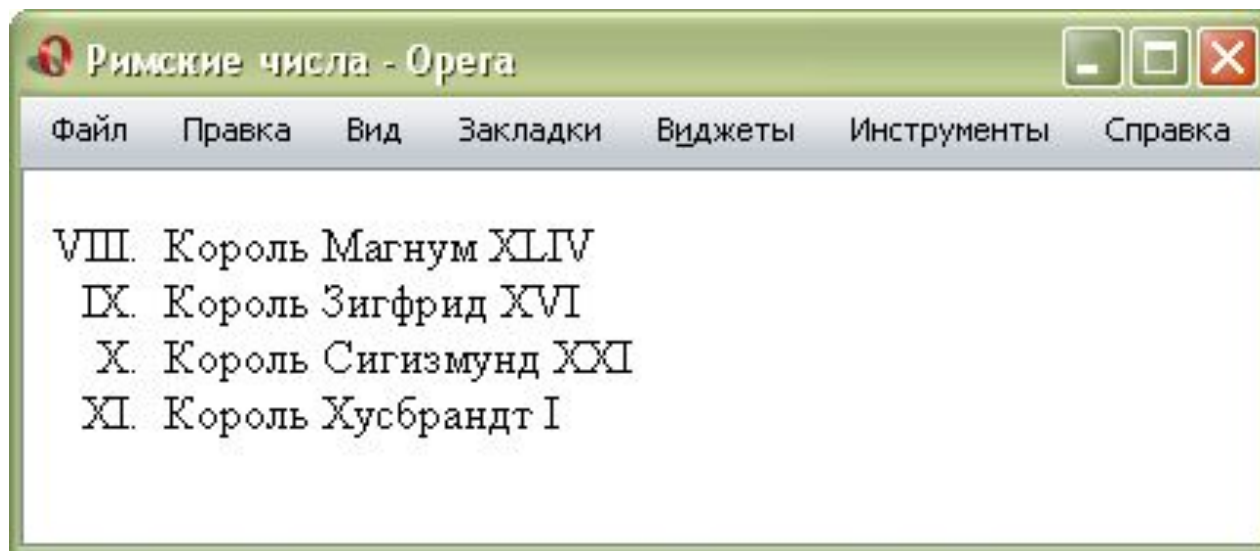 Римские числа - Opera
Файл Правка Вид Закладки Виджеты Инструменты Справка
VIII. Король Магнум XLIV
IX. Король Зигфрид XVI
X. Король Сигизмунд XXI
XI. Король Хусбрандт I